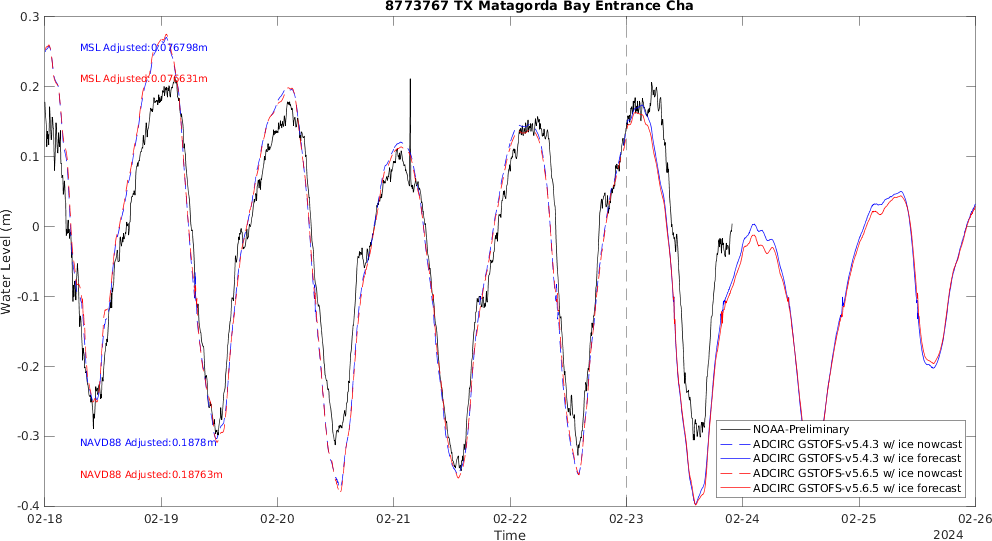 8773767 TX Matagorda Bay Entrance Cha
0.3
0.2
0.1
0
-0.1
-0.2
-0.3
-0.4
Water Level (m)
MSL Adjusted:0.076798m
MSL Adjusted:0.076631m
NAVD88 Adjusted:0.1878m
NAVD88 Adjusted:0.18763m
NOAA-Preliminary
ADCIRC GSTOFS-v5.4.3 w/ ice nowcast
ADCIRC GSTOFS-v5.4.3 w/ ice forecast
ADCIRC GSTOFS-v5.6.5 w/ ice nowcast
ADCIRC GSTOFS-v5.6.5 w/ ice forecast
02-18 02-19 02-20 02-21 02-22 02-23 02-24 02-25 02-26
Time
2024